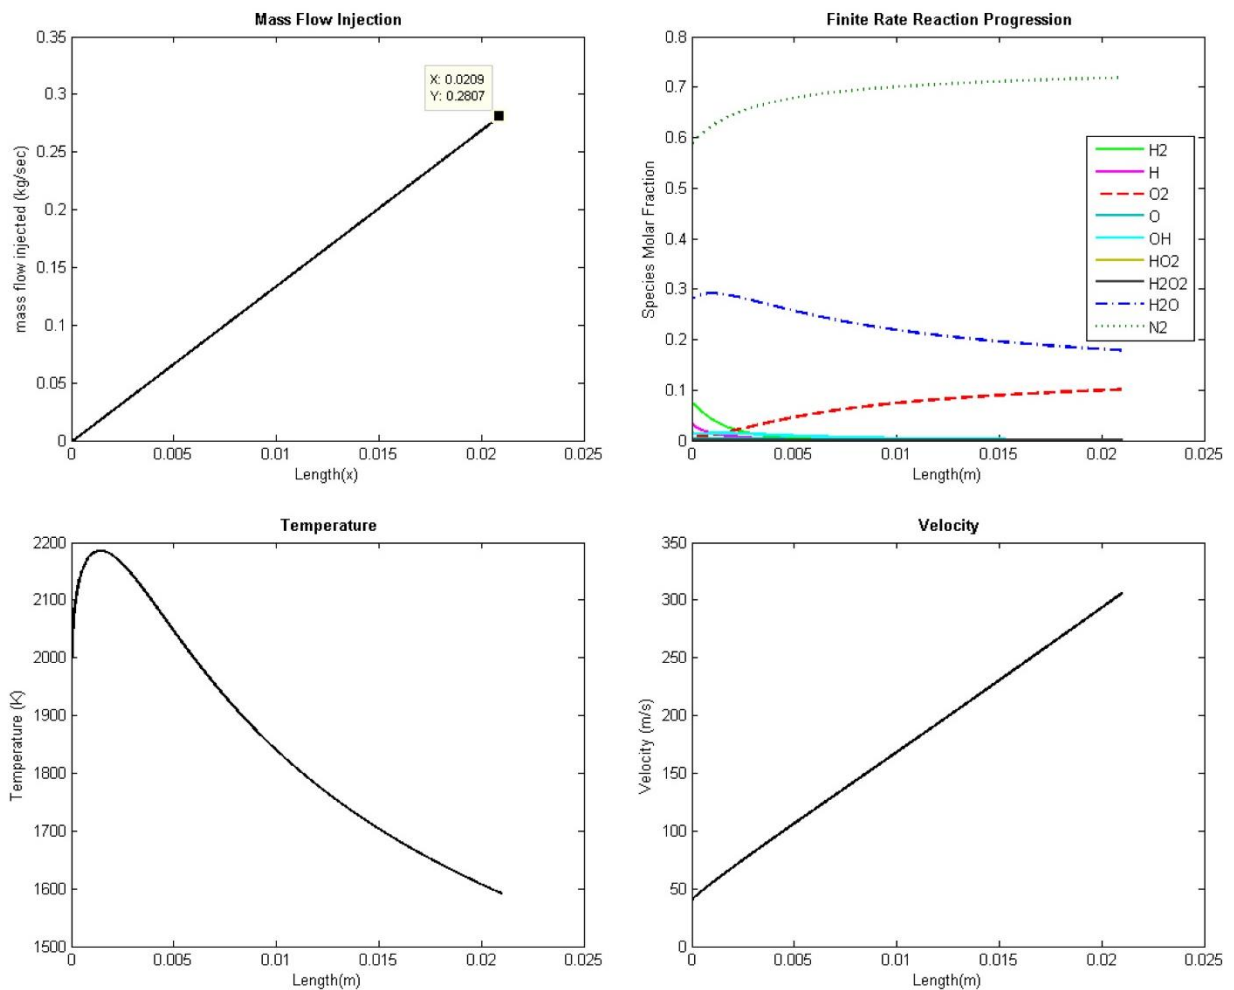 Mass Flow Injection
0.35
0.3
0.25
0.2
0.15
0.1
0.05
0
mass flow injected (kg/sec)
X: 0.0209
Y: 0.2807
0 0.005 0.01 0.015 0.02 0.025
Length(x)
Finite Rate Reaction Progression
0.8
0.7
0.6
0.5
0.4
0.3
0.2
0.1
0
Species Molar Fraction
H2
H
O2
O
OH
HO2
H2O2
H2O
N2
0 0.005 0.01 0.015 0.02 0.025
Length(m)
Temperature
2200
2100
2000
1900
1800
1700
1600
1500
Temperature (K)
0 0.005 0.01 0.015 0.02 0.025
Length(m)
Velocity
350
300
250
200
150
100
50
0
Velocity (m/s)
0 0.005 0.01 0.015 0.02 0.025
Length(m)